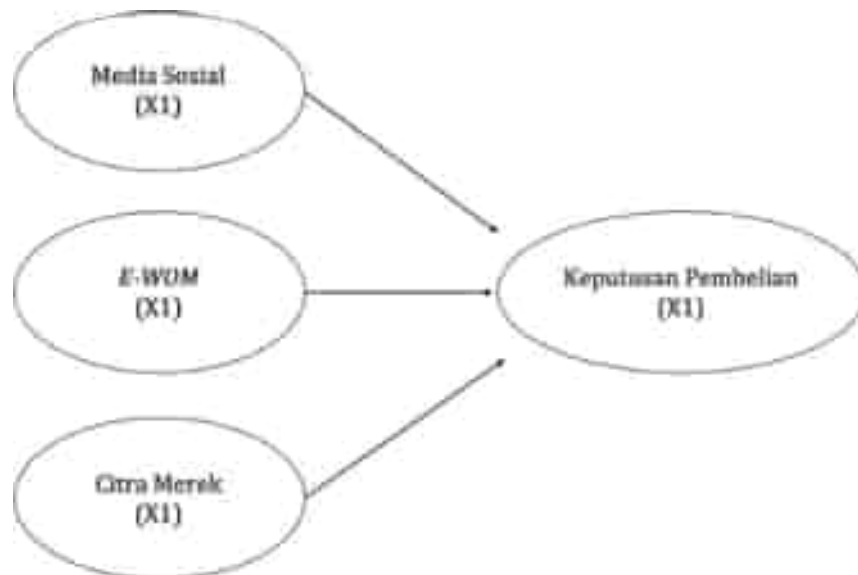 Media Sosial
(X1)
E-WOM
(X1)
Keputusan Pembelian
(X1)
Citra Merek
(X1)